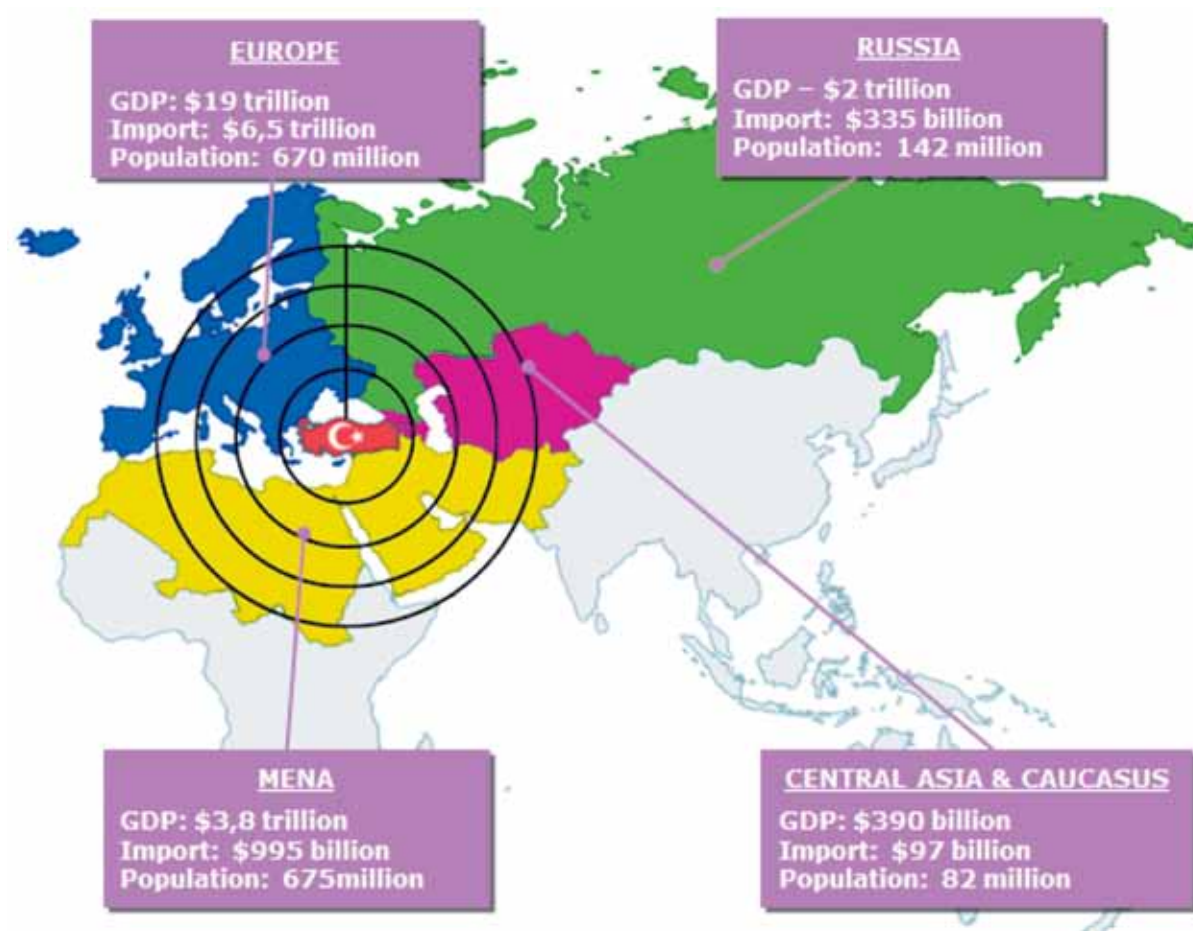 EUROPE
GDP: $19 trillion
Import: $6,5 trillion
Population: 670 million
RUSSIA
GDP – $2 trillion
Import: $335 billion
Population: 142 million
MENA
GDP: $3,8 trillion
Import: $995 billion
Population: 675million
CENTRAL ASIA & CAUCASUS
GDP: $390 billion
Import: $97 billion
Population: 82 million